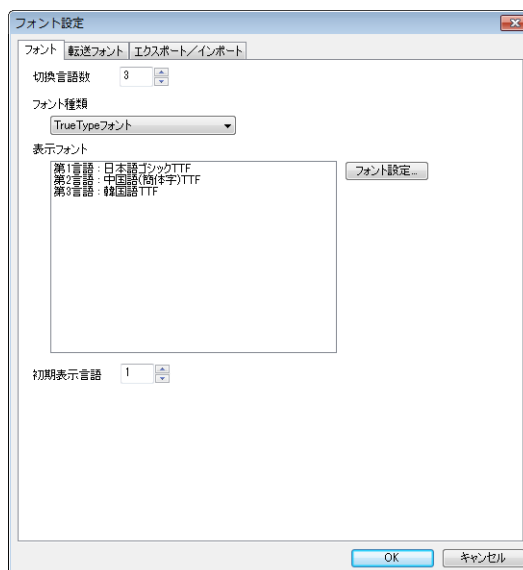 フォント設定
フォント 転送フォント エクスポート／インポート
切換言語数 3
フォント種類
TrueTypeフォント
表示フォント
第1言語：日本語ゴシックTTF
第2言語：中国語(簡体字)TTF
第3言語：韓国語TTF
フォント設定...
初期表示言語 1
OK キャンセル